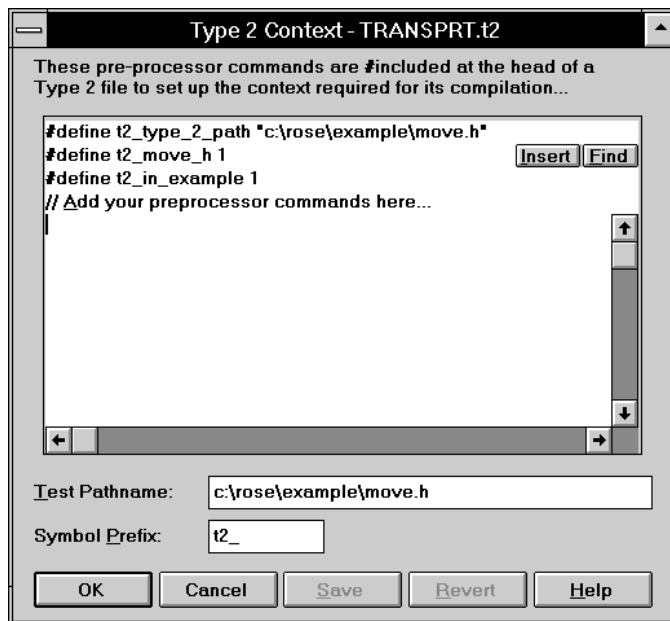 Type 2 Context - TRANSPRT.t2
These pre-processor commands are #included at the head of a
Type 2 file to set up the context required for its compilation...
#define t2_type_2_path "c:\rose\example\move.h"
#define t2_move_h 1
Insert Find
#define t2_in_example 1
// Add your preprocessor commands here...
Test Pathname: c:\rose\example\move.h
Symbol Prefix: t2_
OK Cancel Save Revert Help